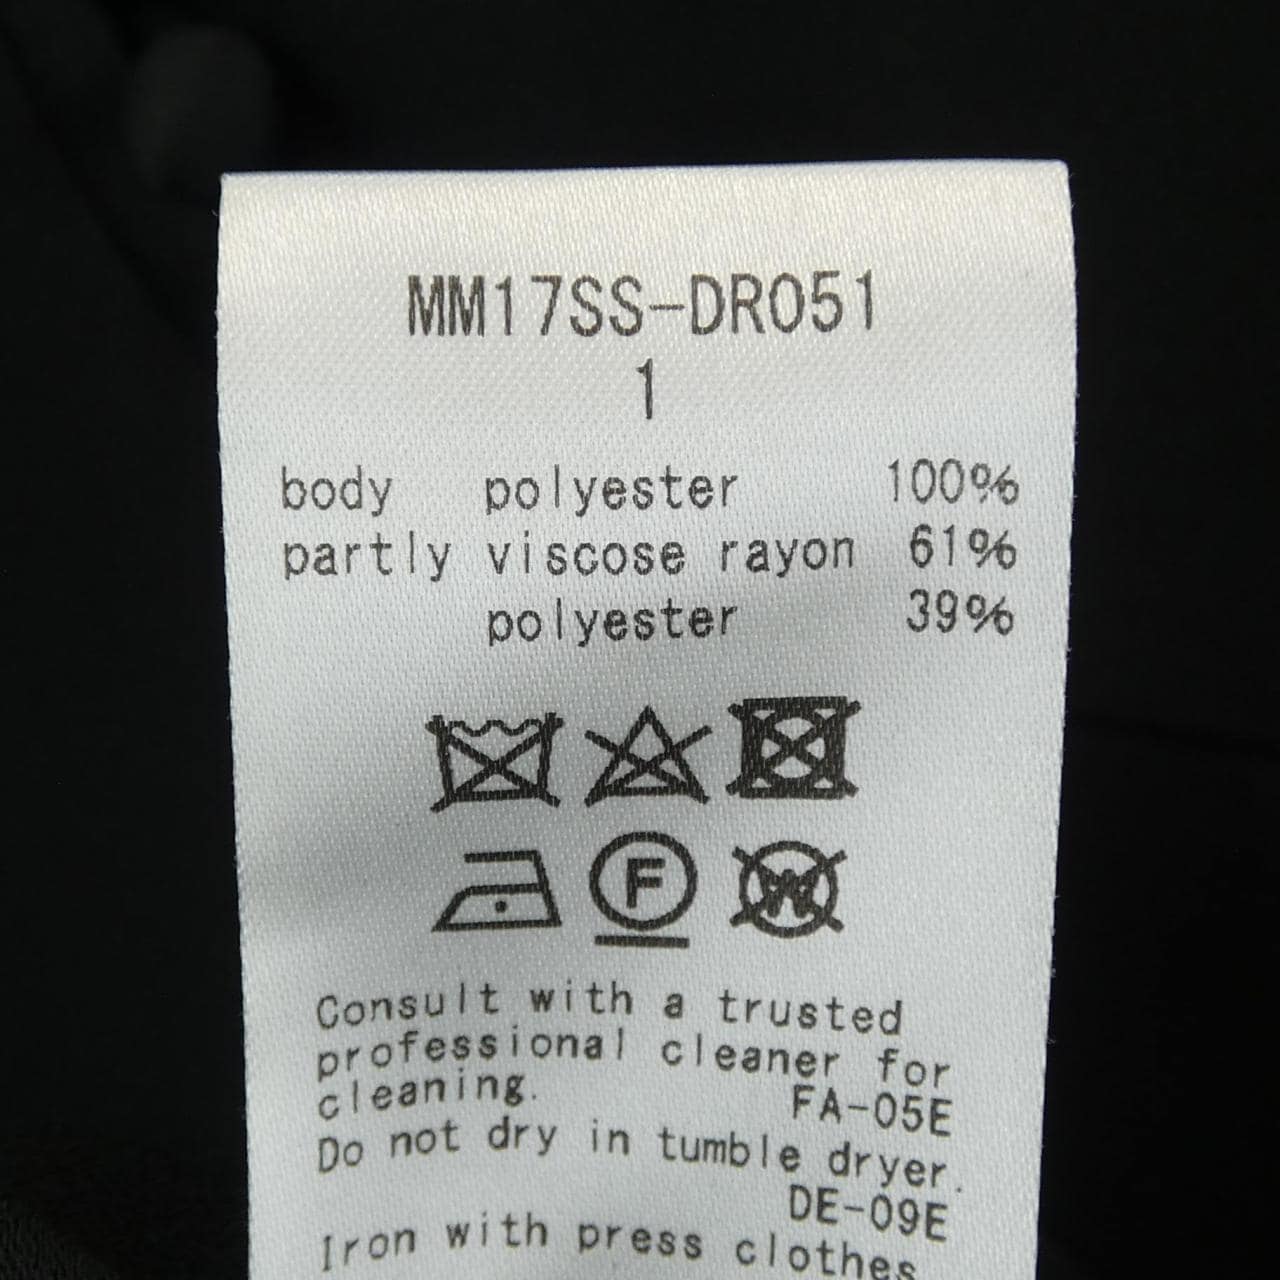 MM17SS-DR051
1
body polyester 100%
partly viscose rayon 61%
polyester 39%
F
W
Consult with a trusted
professional cleaner for
cleaning.
FA-05E
Do not dry in tumble dryer.
DE-09E
Iron with press clothes